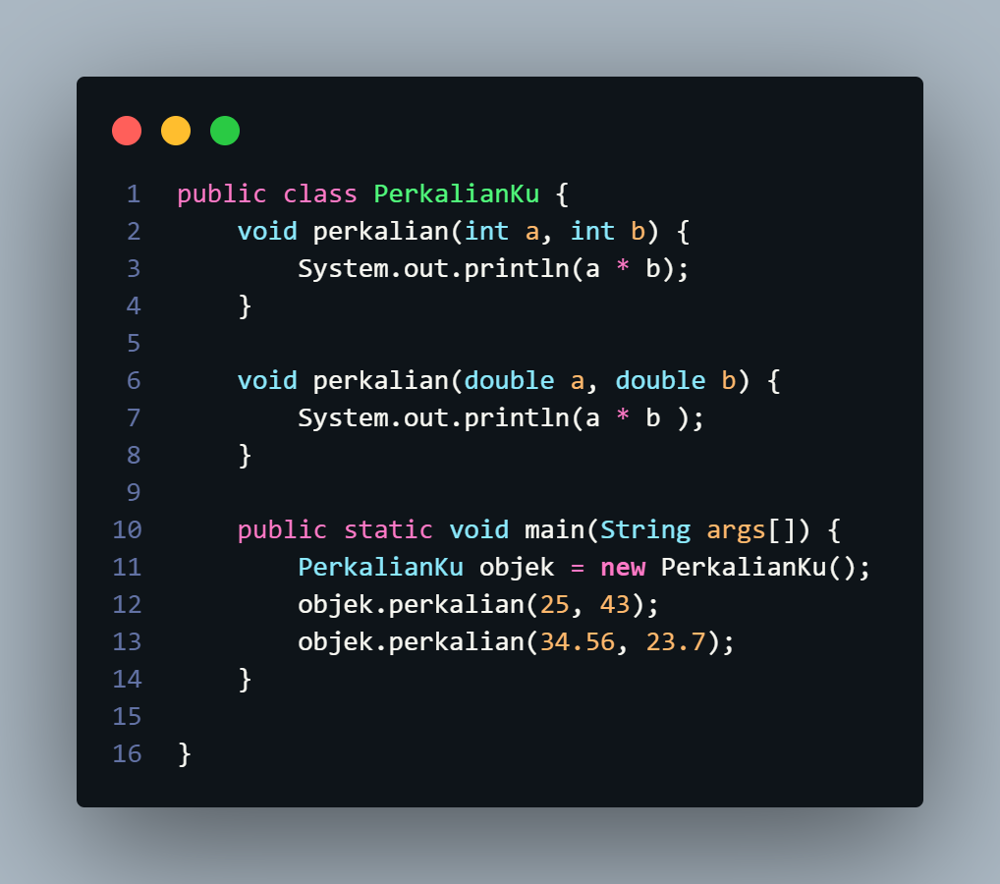 1 public class PerkalianKu {
2     void perkalian(int a, int b) {
3         System.out.println(a * b);
4     }
5
6     void perkalian(double a, double b) {
7         System.out.println(a * b );
8     }
9
10     public static void main(String args[]) {
11         PerkalianKu objek = new PerkalianKu();
12         objek.perkalian(25, 43);
13         objek.perkalian(34.56, 23.7);
14     }
15
16 }